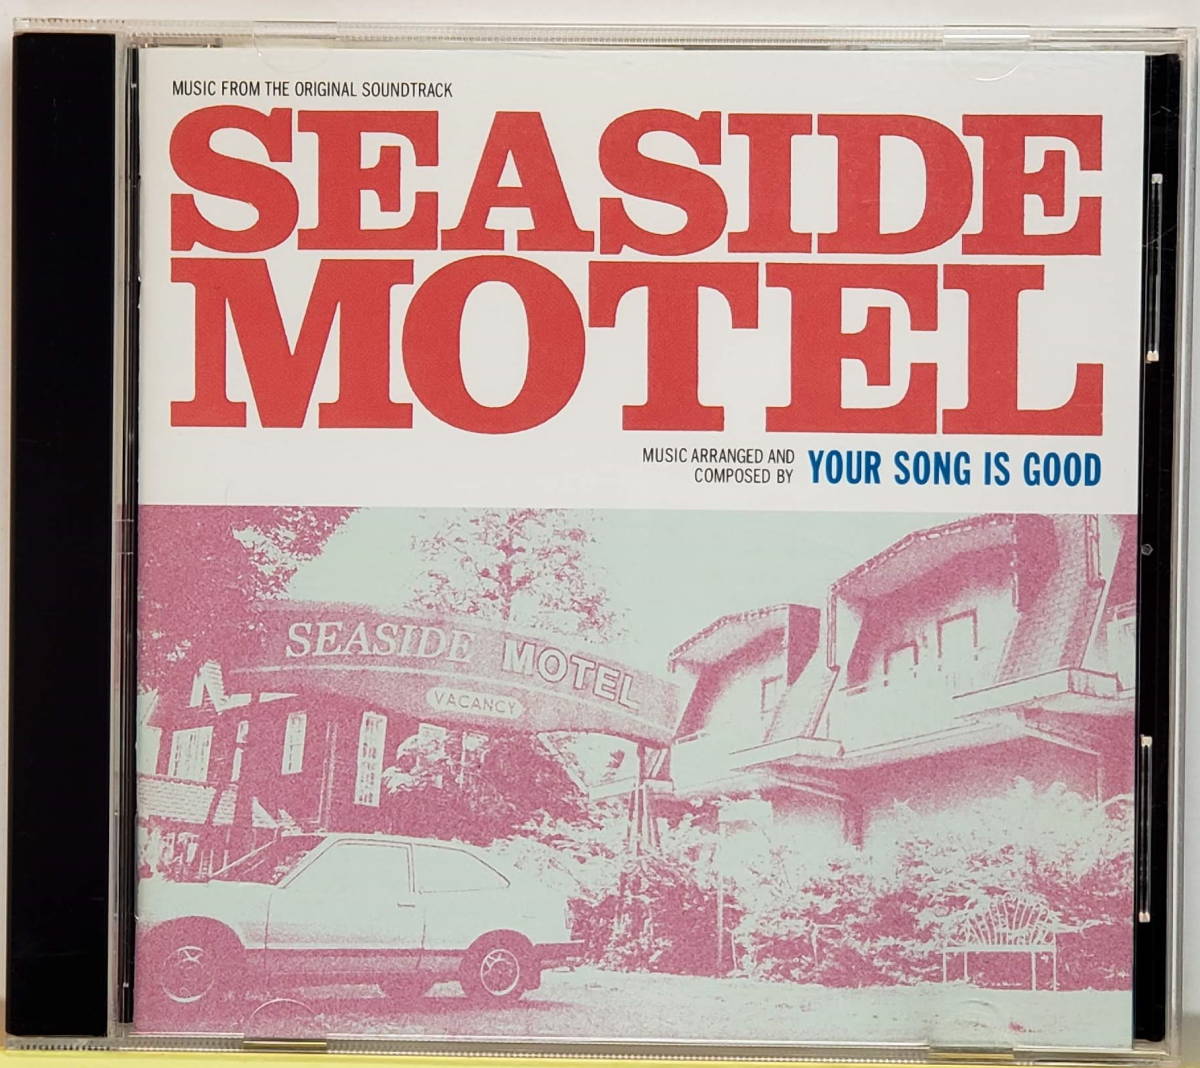 MUSIC FROM THE ORIGINAL SOUNDTRACK
SEASIDE
MOTEL
MUSIC ARRANGED AND
COMPOSED BY
YOUR SONG IS GOOD
SEASIDE MOTEL
VACANCY